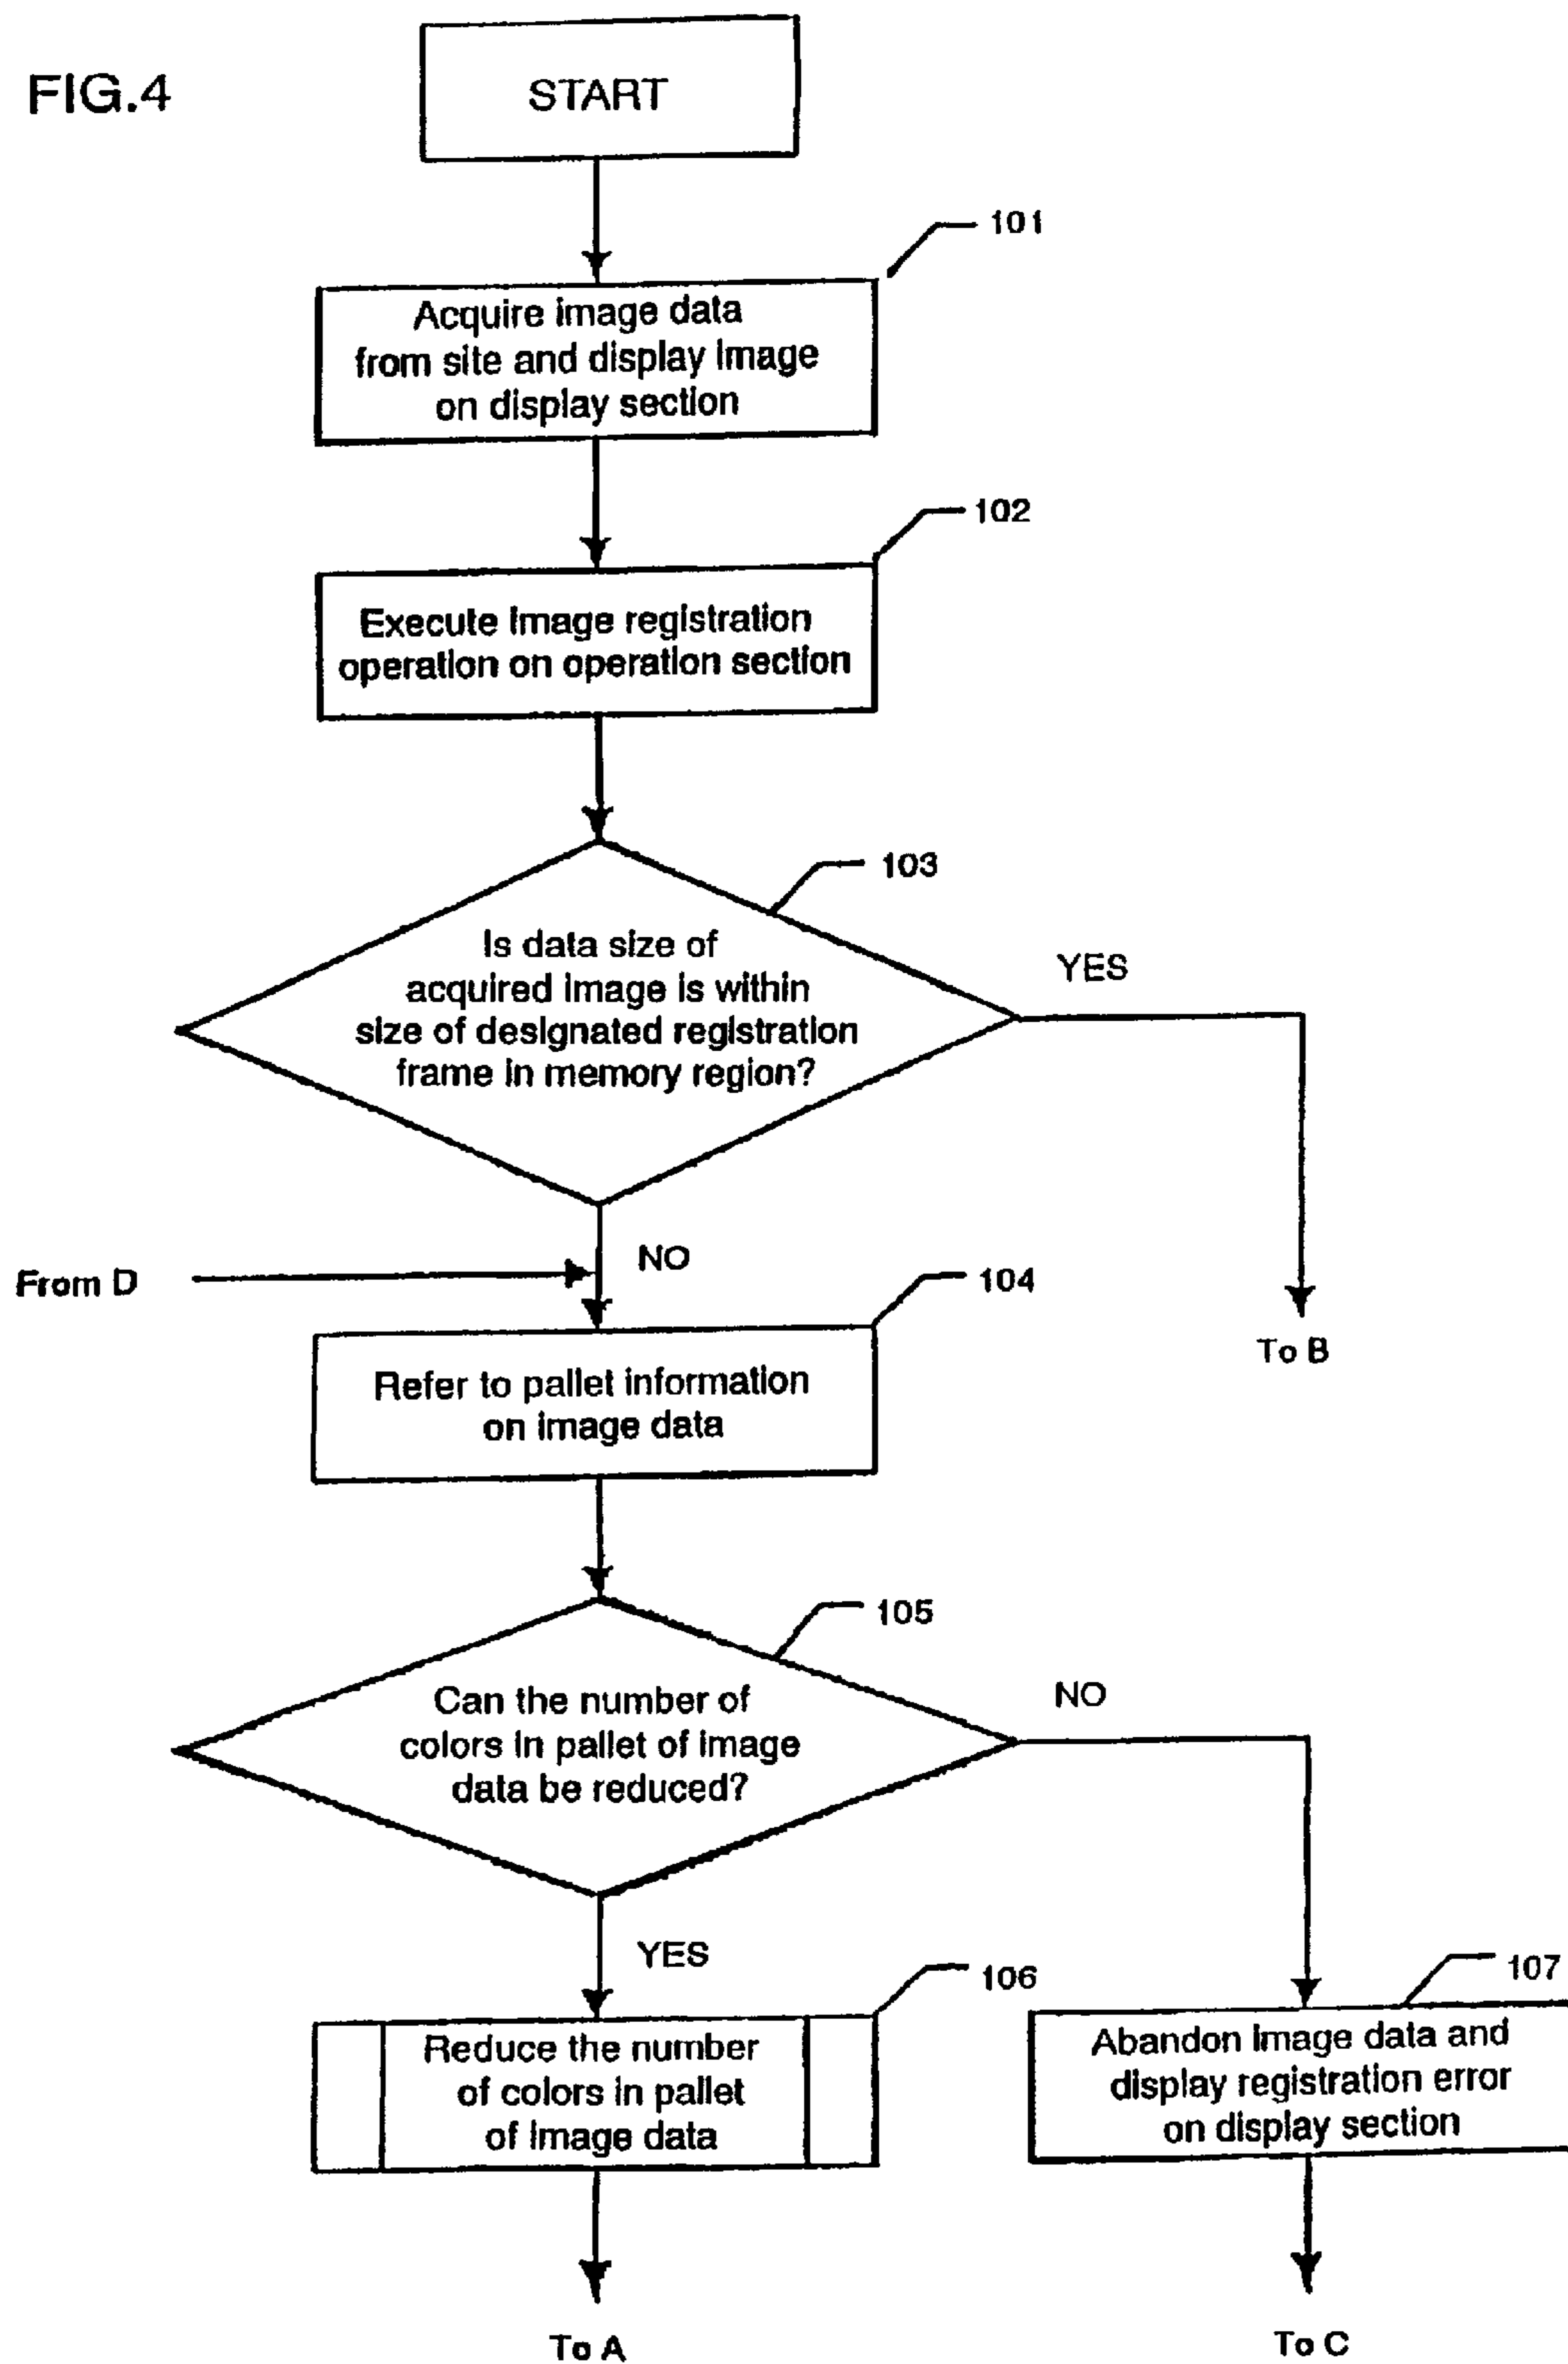 FIG.4
START
101
Acquire image data
from site and display image
on display section
102
Execute image registration
operation on operation section
103
Is data size of
acquired image is within
size of designated registration
frame in memory region?
YES
NO
From D
104
To B
Refer to pallet information
on image data
105
Can the number of
colors in pallet of image
data be reduced?
NO
YES
106
107
Reduce the number
of colors in pallet
of image data
Abandon image data and
display registration error
on display section
To A
To C